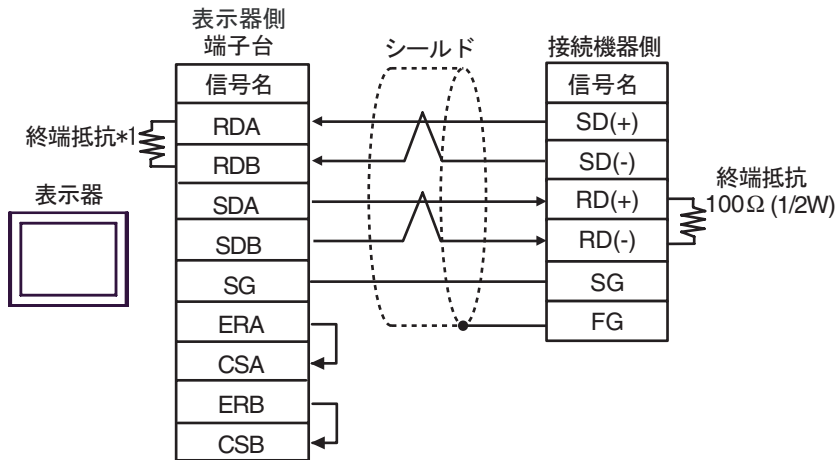 表示器側
端子台
シールド
接続機器側
信号名
信号名
終端抵抗*1
RDA
SD(+)
RDB
SD(-)
表示器
SDA
RD(+)
終端抵抗
100Ω (1/2W)
SDB
RD(-)
SG
SG
ERA
FG
CSA
ERB
CSB